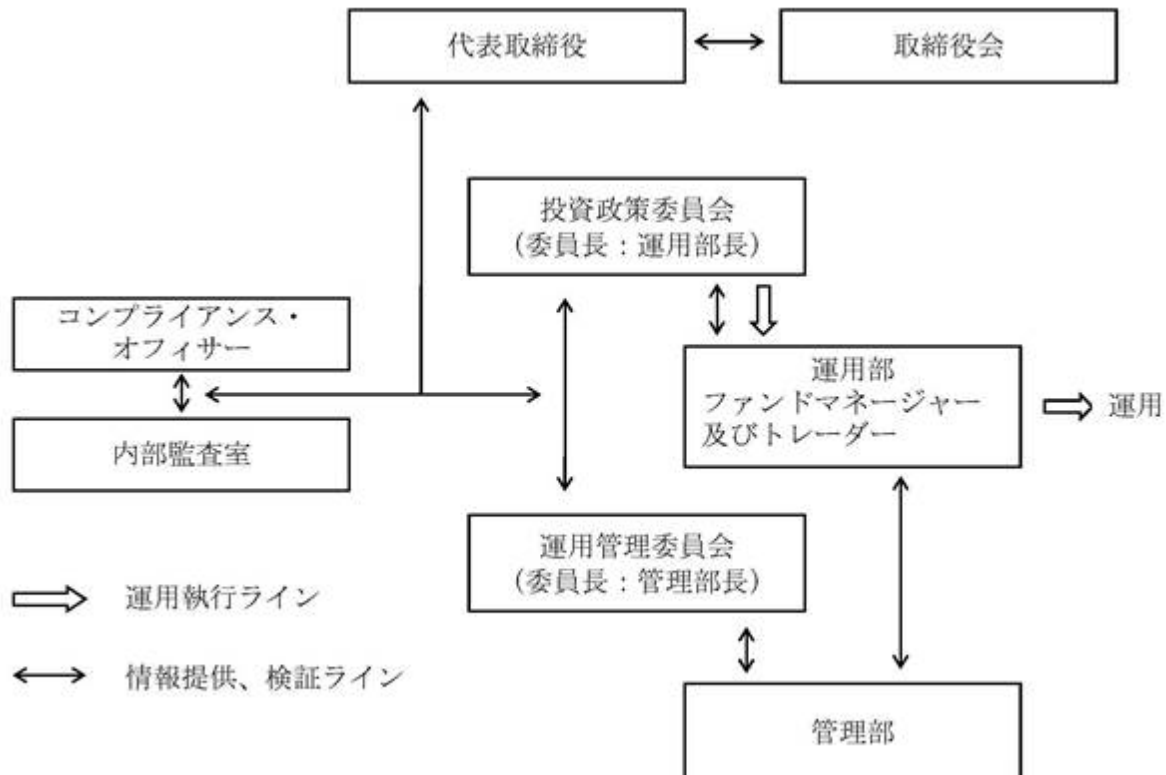 代表取締役
取締役会
投資政策委員会
（委員長：運用部長）
コンプライアンス・
オフィサー
運用部
ファンドマネージャー
及びトレーダー
運用
内部監査室
運用管理委員会
（委員長：管理部長）
運用執行ライン
情報提供、検証ライン
管理部